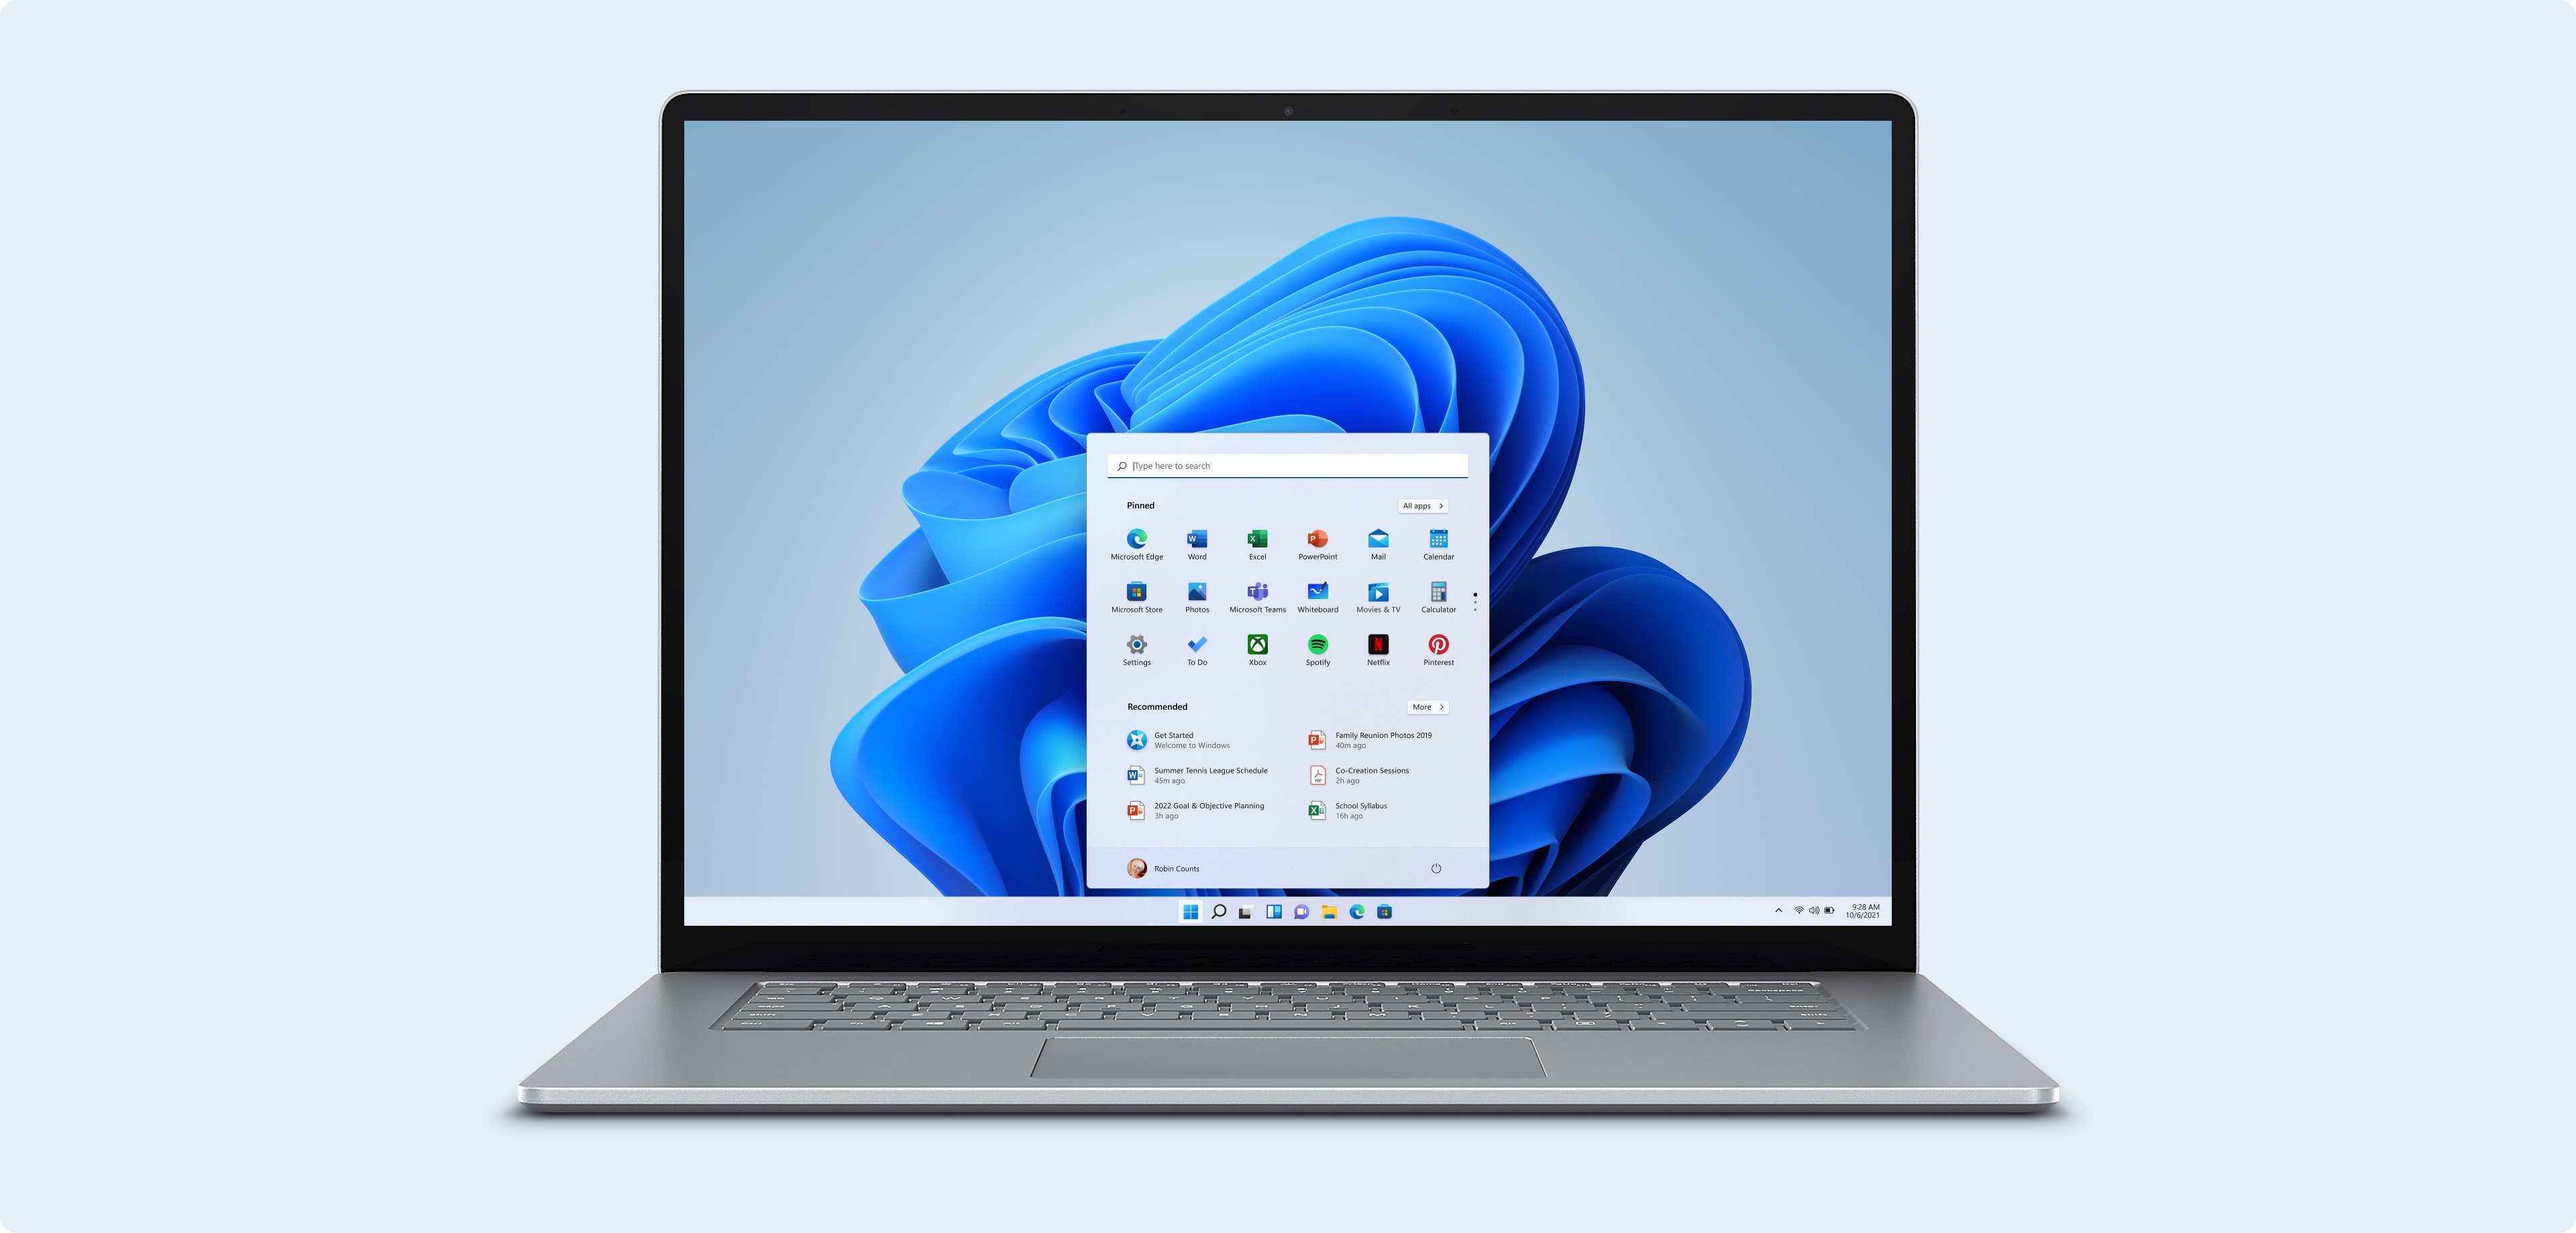 Type here to search
Pinned
All apps
Microsoft Edge
Word
Excel
PowerPoint
Mail
Calendar
Microsoft Store
Photos
Microsoft Teams
Whiteboard
Movies & TV
Calculator
Settings
To Do
Xbox
Spotify
Netflix
Pinterest
Recommended
More
Get Started
Welcome to Windows
Family Reunion Photos 2019
40m ago
Summer Tennis League Schedule
45m ago
Co-Creation Sessions
2h ago
2022 Goal & Objective Planning
3h ago
School Syllabus
16h ago
Robin Counts
9:28 AM
10/6/2021